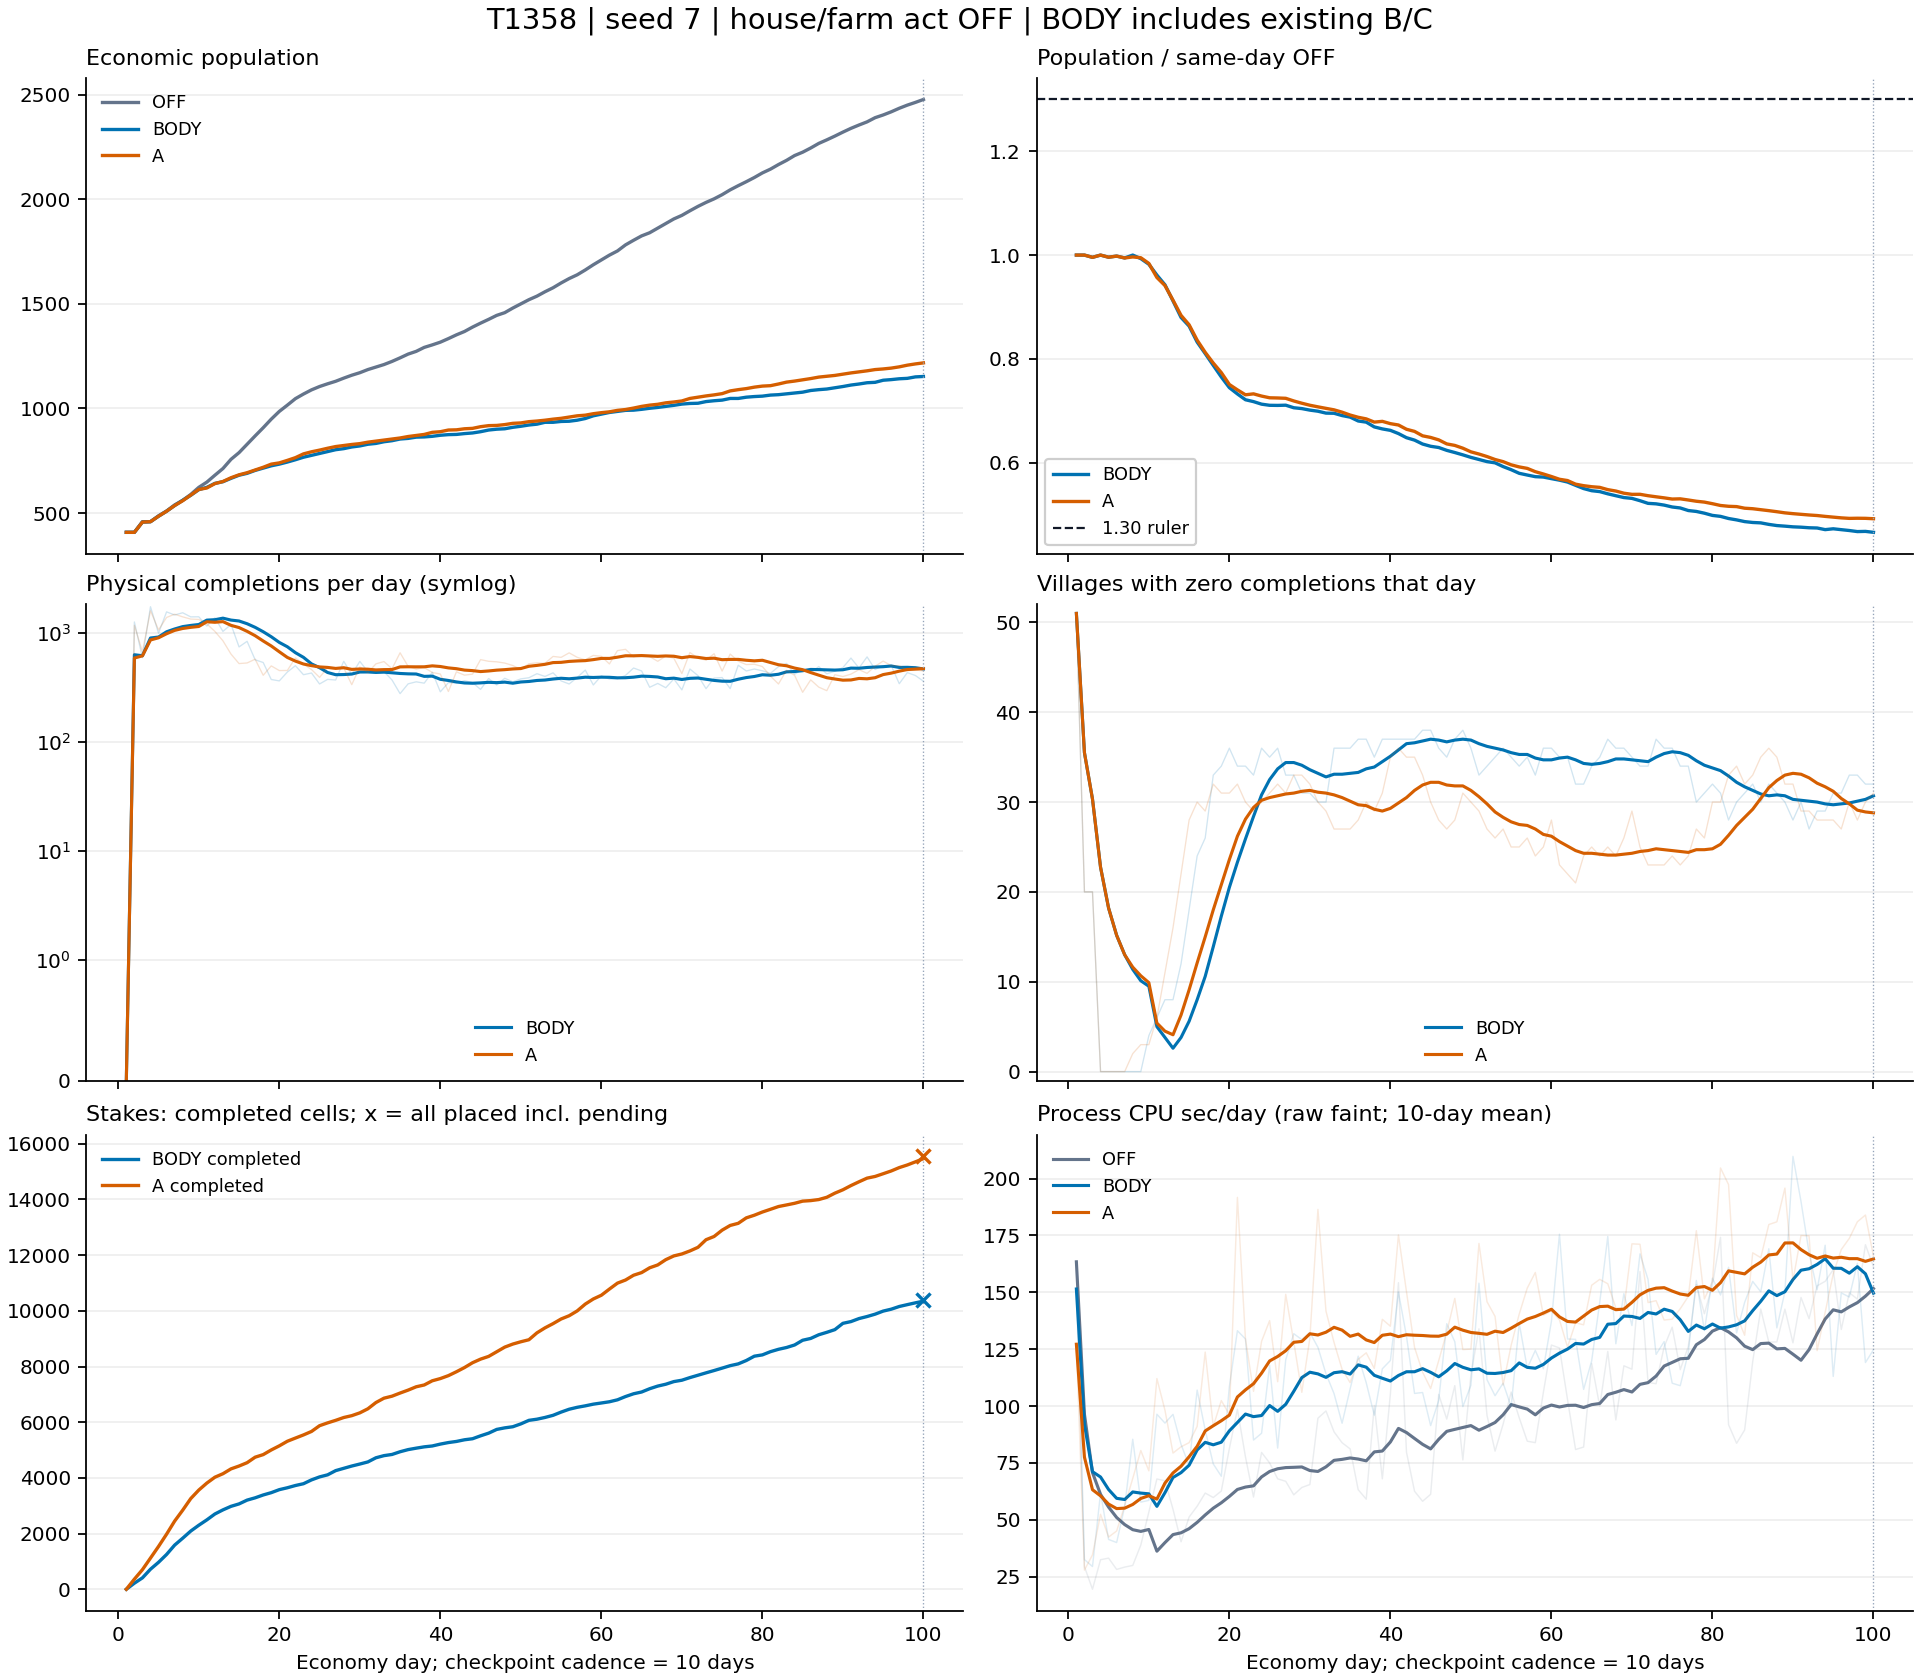 T1358 | seed 7 | house/farm act OFF | BODY includes existing B/C
Economic population
2500
2000
1500
1000
500
OFF
BODY
A
Population / same-day OFF
1.2
1.0
0.8
0.6
BODY
A
1.30 ruler
Physical completions per day (symlog)
10³
10²
10¹
10⁰
0
BODY
A
Villages with zero completions that day
50
40
30
20
10
0
BODY
A
Stakes: completed cells; x = all placed incl. pending
16000
14000
12000
10000
8000
6000
4000
2000
0
BODY completed
A completed
0 20 40 60 80 100
Economy day; checkpoint cadence = 10 days
Process CPU sec/day (raw faint; 10-day mean)
200
175
150
125
100
75
50
25
OFF
BODY
A
0 20 40 60 80 100
Economy day; checkpoint cadence = 10 days